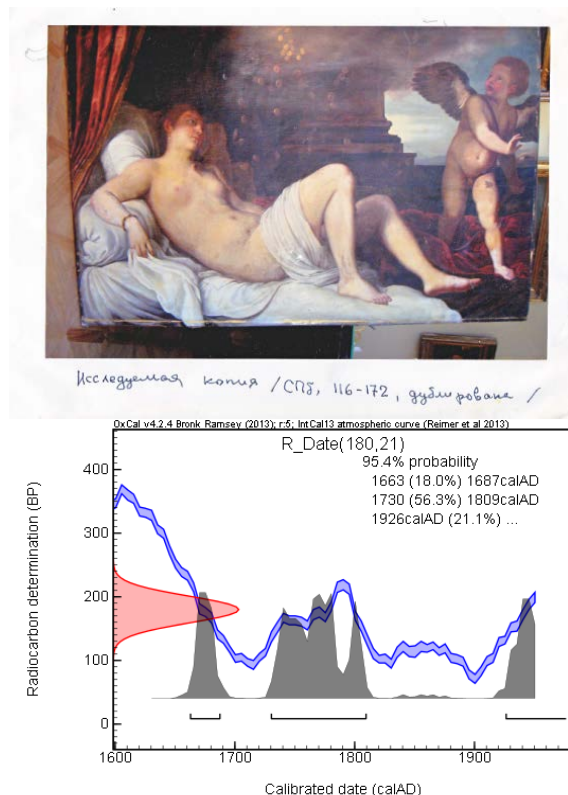 Исследуемая копия /СПб, 116-172, дублирована /
OxCal v4.2.4 Bronk Ramsey (2013); r:5; IntCal13 atmospheric curve (Reimer et al 2013)
R_Date(180,21)
95.4% probability
1663 (18.0%) 1687calAD
1730 (56.3%) 1809calAD
1926calAD (21.1%) ...
Radiocarbon determination (BP)
400
300
200
100
0
1600 1700 1800 1900
Calibrated date (calAD)